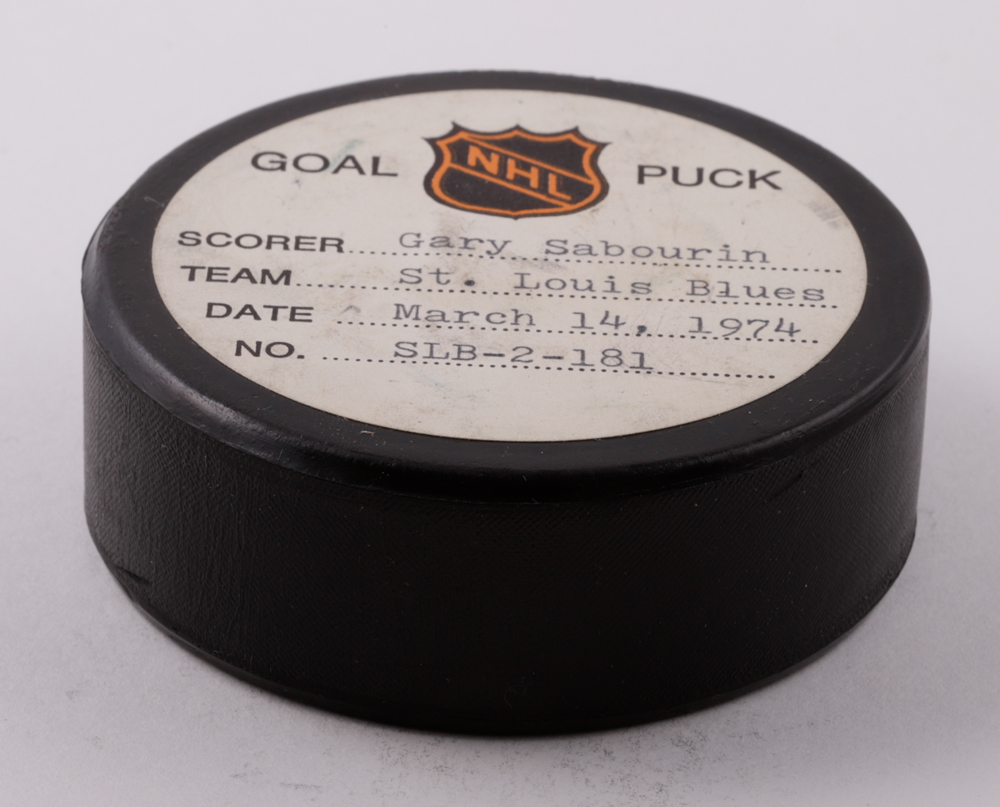 GOAL NHL PUCK
SCORER.... Gary Sabourin
TEAM...... St. Louis Blues
DATE .... March 14, 1974
NO. ...... SLB-2-181